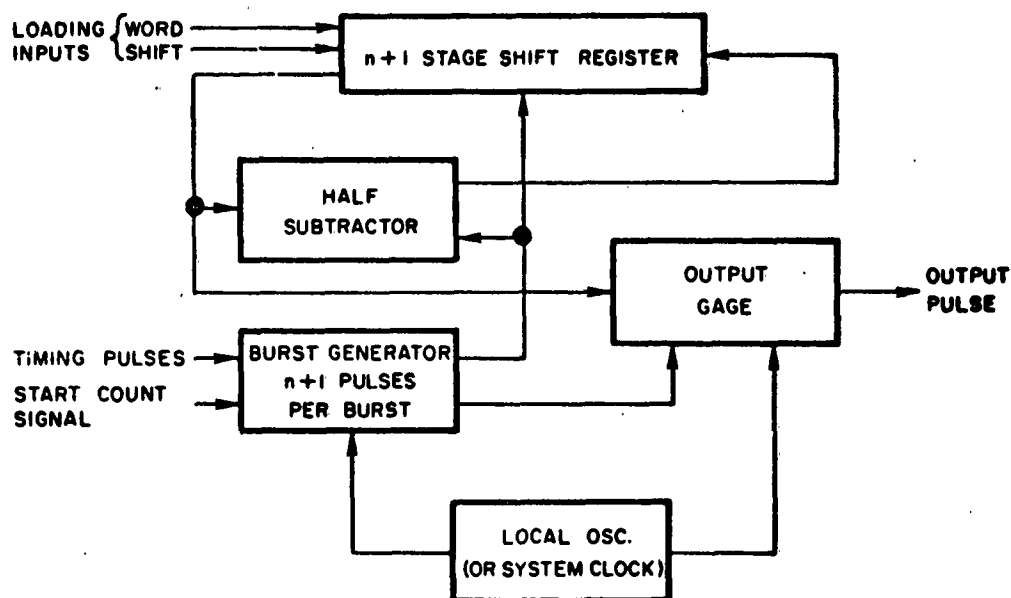 LOADING { WORD
INPUTS { SHIFT
n+1 STAGE SHIFT REGISTER
HALF
SUBTRACTOR
OUTPUT
GAGE
OUTPUT
PULSE
TIMING PULSES
START COUNT
SIGNAL
BURST GENERATOR
n+1 PULSES
PER BURST
LOCAL OSC.
(OR SYSTEM CLOCK)